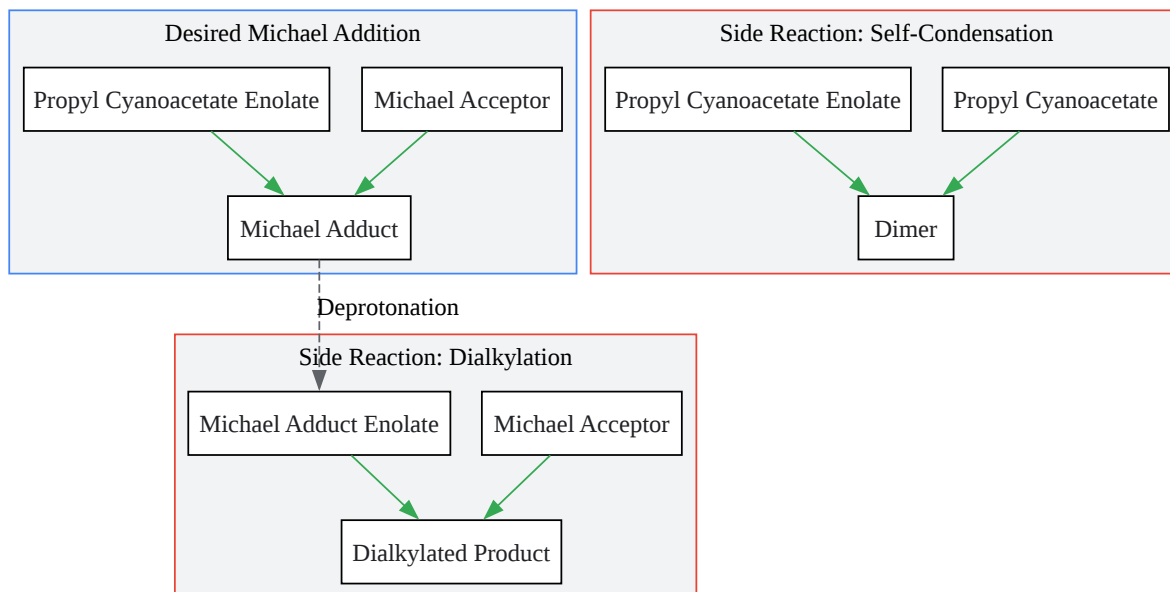 Desired Michael Addition
Propyl Cyanoacetate Enolate
Michael Acceptor
Michael Adduct
Side Reaction: Self-Condensation
Propyl Cyanoacetate Enolate
Propyl Cyanoacetate
Dimer
Deprotonation
Side Reaction: Dialkylation
Michael Adduct Enolate
Michael Acceptor
Dialkylated Product